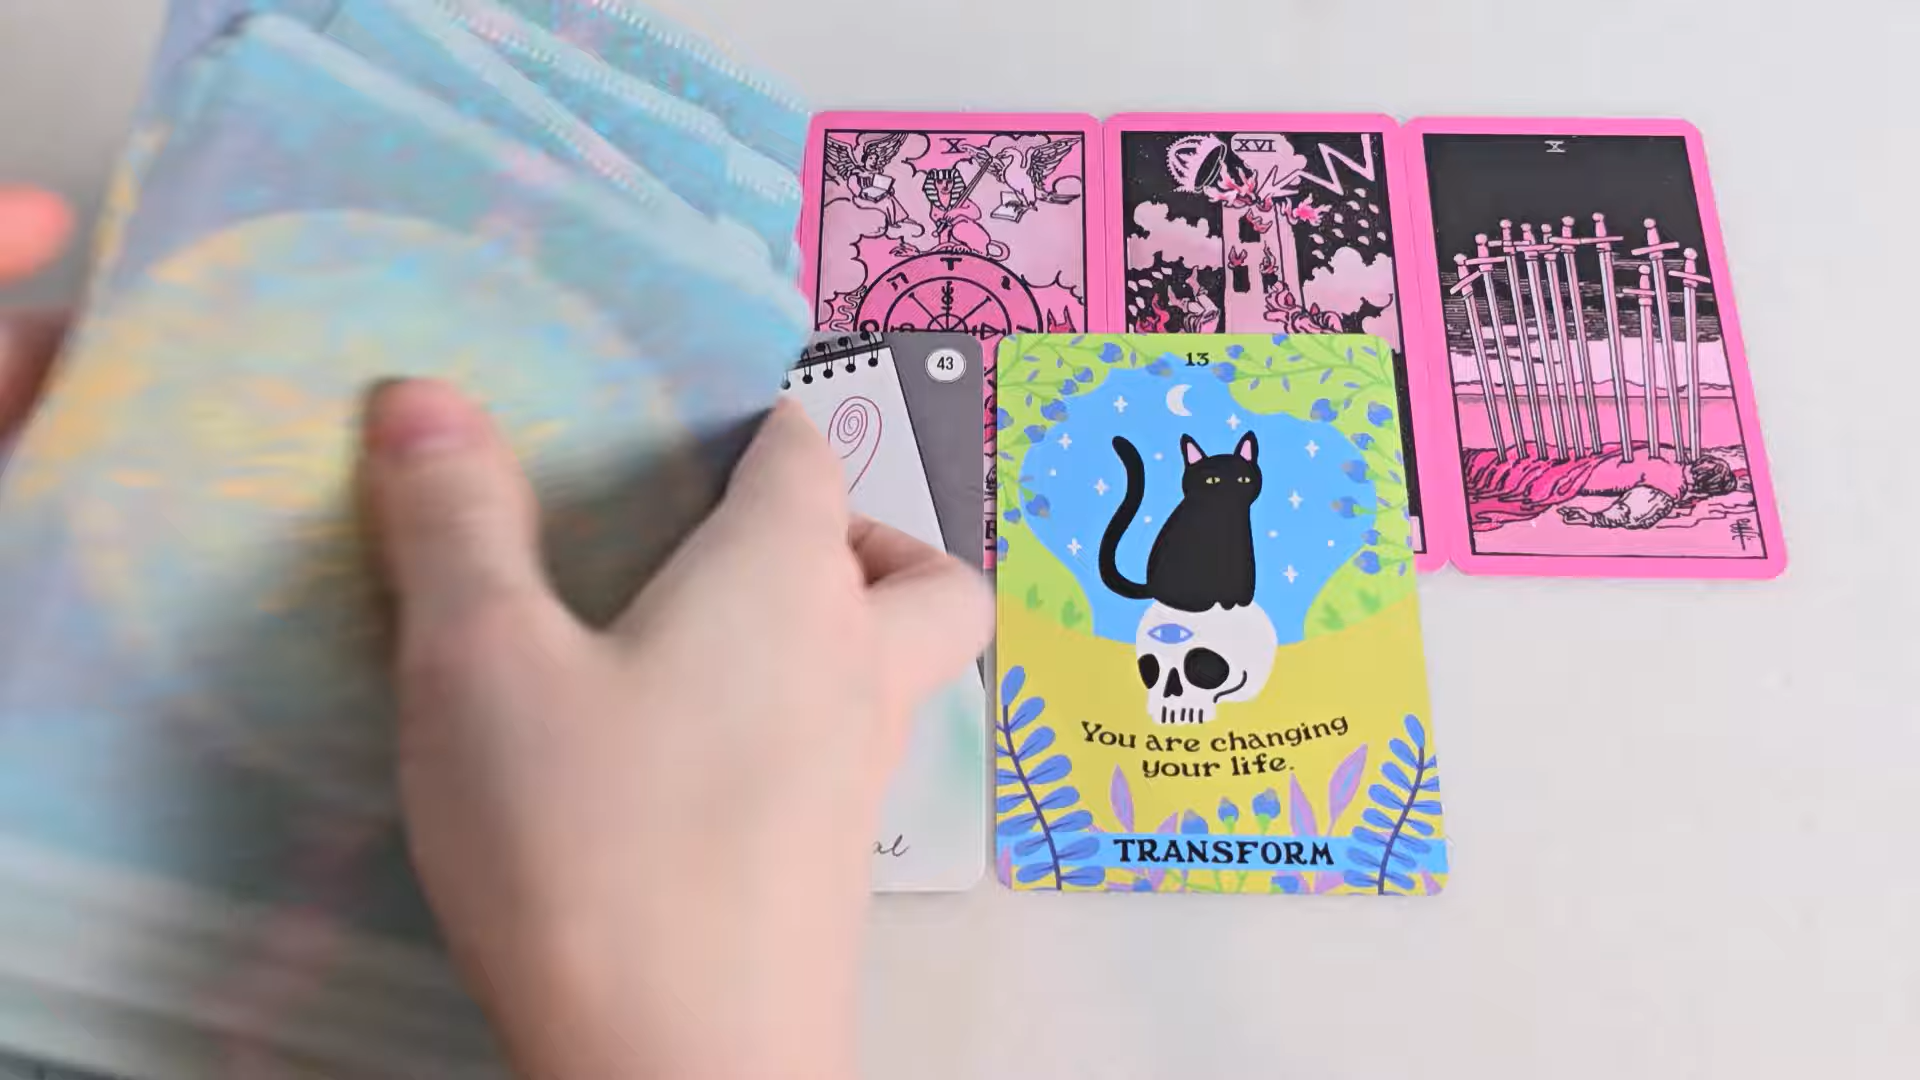 X
XVI
X
43
13
You are changing
your life.
TRANSFORM